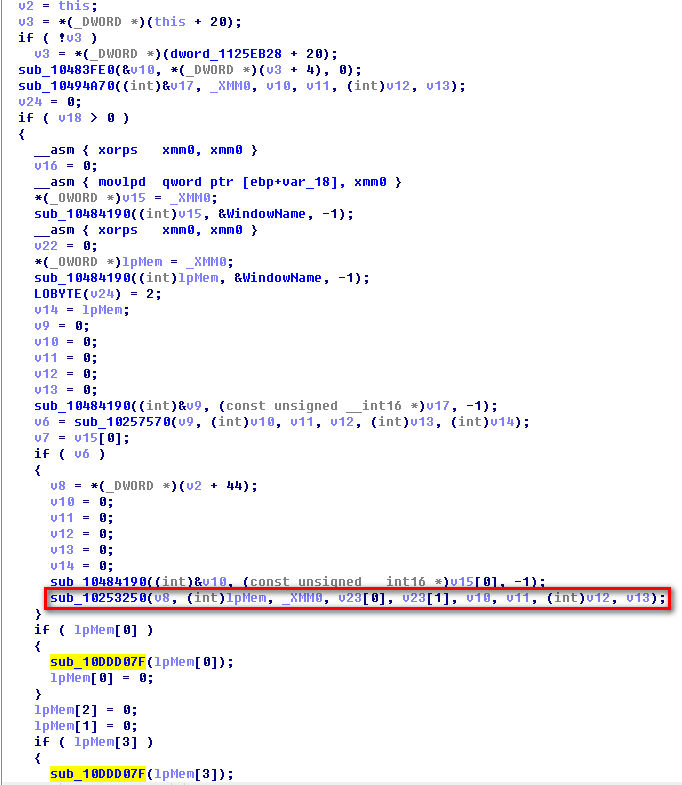 v2 = this;
v3 = *(_DWORD *)(this + 20);
if ( !v3 )
v3 = *(_DWORD *)(dword_1125EB28 + 20);
sub_10483FE0(&v10, *(_DWORD *)(v3 + 4), 0);
sub_10494A70((int)&v17, _XMM0, v10, v11, (int)v12, v13);
v24 = 0;
if ( v18 > 0 )
{
__asm { xorps   xmm0, xmm0 }
v16 = 0;
__asm { movlpd  qword ptr [ebp+var_18], xmm0 }
*(_OWORD *)v15 = _XMM0;
sub_10484190((int)v15, &WindowName, -1);
__asm { xorps   xmm0, xmm0 }
v22 = 0;
*(_OWORD *)lpMem = _XMM0;
sub_10484190((int)lpMem, &WindowName, -1);
LOBYTE(v24) = 2;
v14 = lpMem;
v9 = 0;
v10 = 0;
v11 = 0;
v12 = 0;
v13 = 0;
sub_10484190((int)&v9, (const unsigned __int16 *)v17, -1);
v6 = sub_10257570(v9, (int)v10, v11, v12, (int)v13, (int)v14);
v7 = v15[0];
if ( v6 )
{
v8 = *(_DWORD *)(v2 + 44);
v10 = 0;
v11 = 0;
v12 = 0;
v13 = 0;
v14 = 0;
sub_10484190((int)&v10, (const unsigned __int16 *)v15[0], -1);
sub_10253250(v8, (int)lpMem, _XMM0, v23[0], v23[1], v10, v11, (int)v12, v13);
}
if ( lpMem[0] )
{
sub_10DDD07F(lpMem[0]);
lpMem[0] = 0;
}
lpMem[2] = 0;
lpMem[1] = 0;
if ( lpMem[3] )
{
sub_10DDD07F(lpMem[3]);